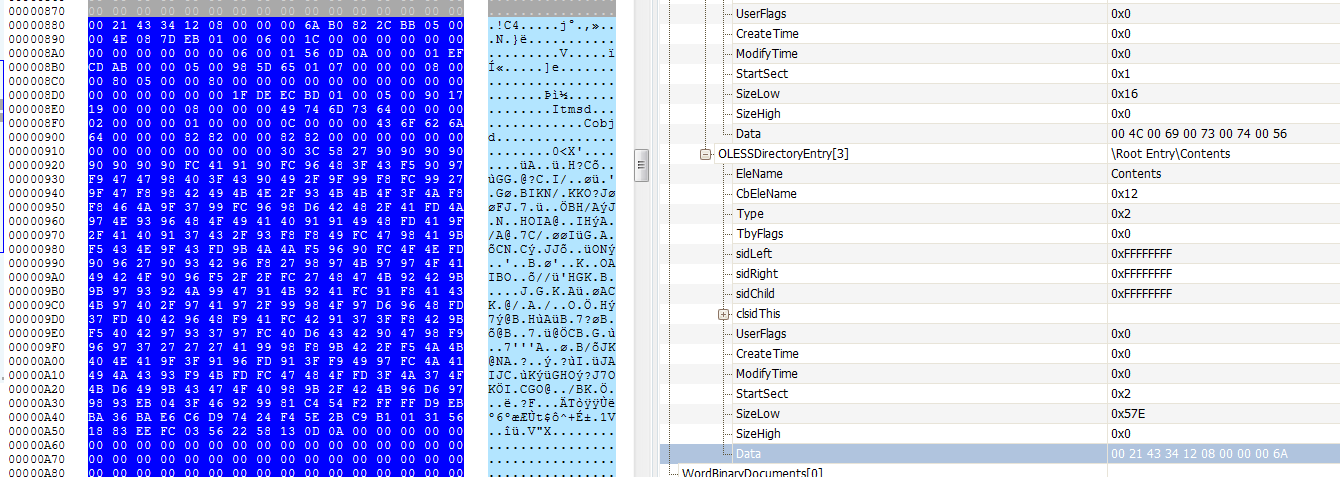 00000870
00000880 00 21 43 34 12 08 00 00 00 6A B0 82 2C BB 05 00 .!C4.....j°.,»..
00000890 00 4E 08 7D EB 01 00 06 00 1C 00 00 00 00 00 00 .N.}ë...........
000008A0 00 00 00 00 00 06 00 01 56 0D 0A 00 00 01 EF ........V.....ï
000008B0 CD AB 00 00 05 00 98 5D 65 01 07 00 00 00 08 00 Í«.....]e.......
000008C0 00 80 05 00 00 80 00 00 00 00 00 00 00 00 00 00 ................
000008D0 00 00 00 00 00 1F DE EC BD 01 00 05 00 90 17 ......Þì½.....
000008E0 19 00 00 00 08 00 00 00 49 74 6D 73 64 00 00 00 ........Itmsd...
000008F0 02 00 00 00 01 00 00 00 0C 00 00 00 43 6F 62 6A ............Cobj
00000900 64 00 00 00 82 82 00 00 82 82 00 00 00 00 00 00 d...............
00000910 00 00 00 00 00 00 00 00 30 3C 58 27 90 90 90 90 ........0<X'....
00000920 90 90 90 90 FC 41 91 90 FC 96 48 3F 43 F5 90 97 ....üA..ü.H?Cõ..
00000930 F9 47 47 98 40 3F 43 90 49 2F 9F 99 F8 FC 99 27 ùGG.@?C.I/..øü.'
00000940 9F 47 F8 98 42 49 4B 4E 2F 93 4B 4B 4F 3F 4A F8 .Gø.BIKN/.KKO?Jø
00000950 F8 46 4A 9F 37 99 FC 96 98 D6 42 48 2F 41 FD 4A øFJ.7.ü..ÖBH/AýJ
00000960 97 4E 93 96 48 4F 49 41 40 91 91 49 48 FD 41 9F .N..HOIA@..IHýA.
00000970 2F 41 40 91 37 43 2F 93 F8 F8 49 FC 47 98 41 9B /A@.7C/.øøIüG.A.
00000980 F5 43 4E 9F 43 FD 9B 4A 4A F5 96 90 FC 4F 4E FD õCN.Cý.JJõ..üONý
00000990 90 96 27 90 93 42 96 F8 27 98 97 4B 97 97 4F 41 ..'..B.ø'..K..OA
000009A0 49 42 4F 90 96 F5 2F 2F FC 27 48 47 4B 92 42 9B IBO..õ//ü'HGK.B.
000009B0 9B 97 93 92 4A 99 47 91 4B 92 41 FC 91 F8 41 43 ....J.G.K.Aü.øAC
000009C0 4B 97 40 2F 97 41 97 2F 99 98 4F 97 D6 96 48 FD K.@/.A./..O.Ö.Hý
000009D0 37 FD 40 42 96 48 F9 41 FC 42 91 37 3F F8 42 9B 7ý@B.HùAüB.7?øB.
000009E0 F5 40 42 97 93 37 97 FC 40 D6 43 42 90 47 98 F9 õ@B..7.ü@ÖCB.G.ù
000009F0 96 97 37 27 27 27 41 99 98 F8 9B 42 2F F5 4A 4B ..7'''A..ø.B/õJK
00000A00 40 4E 41 9F 3F 91 96 FD 91 3F F9 49 97 FC 4A 41 @NA.?..ý.?ùI.üJA
00000A10 49 4A 43 93 F9 4B FD FC 47 48 4F FD 3F 4A 37 4F IJC.ùKýüGHOý?J7O
00000A20 4B D6 49 9B 43 47 4F 40 98 9B 2F 42 4B 96 D6 97 KÖI.CGO@../BK.Ö.
00000A30 98 93 EB 04 3F 46 92 99 81 C4 54 F2 FF FF D9 EB ..ë.?F...ÄTòÿÿÙë
00000A40 BA 36 BA E6 C6 D9 74 24 F4 5E 2B C9 B1 01 31 56 º6ºæÆÙt$ô^+É±.1V
00000A50 18 83 EE FC 03 56 22 58 13 0D 0A 00 00 00 00 00 ..îü.V"X........
00000A60 00 00 00 00 00 00 00 00 00 00 00 00 00 00 00 00 ................
00000A70 00 00 00 00 00 00 00 00 00 00 00 00 00 00 00 00 ................
00000A80 00 00 00 00 00 00 00 00 00 00 00 00 00 00 00 00 ................
UserFlags 0x0
CreateTime 0x0
ModifyTime 0x0
StartSect 0x1
SizeLow 0x16
SizeHigh 0x0
Data 00 4C 00 69 00 73 00 74 00 56
OLESSDirectoryEntry[3] \Root Entry\Contents
EleName Contents
CbEleName 0x12
Type 0x2
TbyFlags 0x0
sidLeft 0xFFFFFFFF
sidRight 0xFFFFFFFF
sidChild 0xFFFFFFFF
clsidThis
UserFlags 0x0
CreateTime 0x0
ModifyTime 0x0
StartSect 0x2
SizeLow 0x57E
SizeHigh 0x0
Data 00 21 43 34 12 08 00 00 00 6A
WordBinaryDocuments[0]